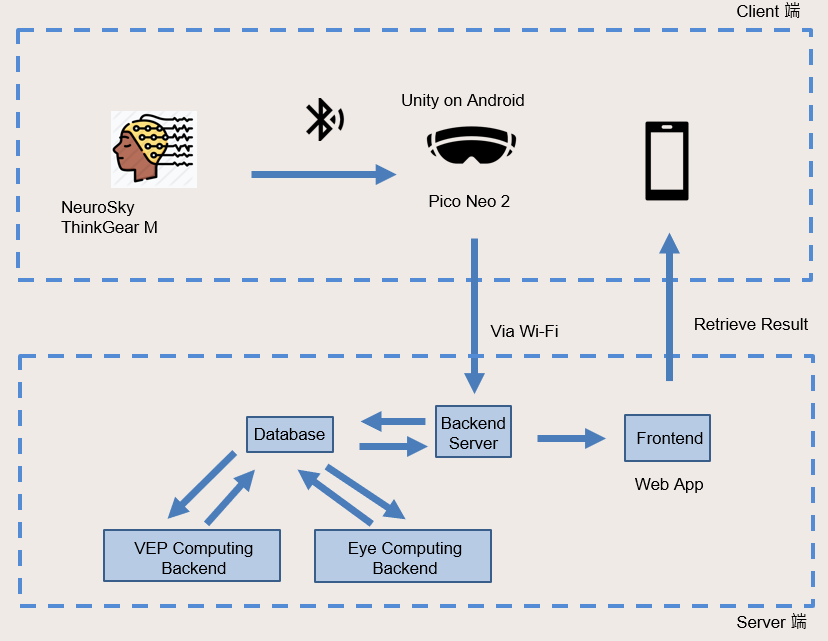 Client 端
Unity on Android
NeuroSky
ThinkGear M
Pico Neo 2
Via Wi-Fi
Retrieve Result
Database
Backend
Server
Frontend
Web App
VEP Computing
Backend
Eye Computing
Backend
Server 端